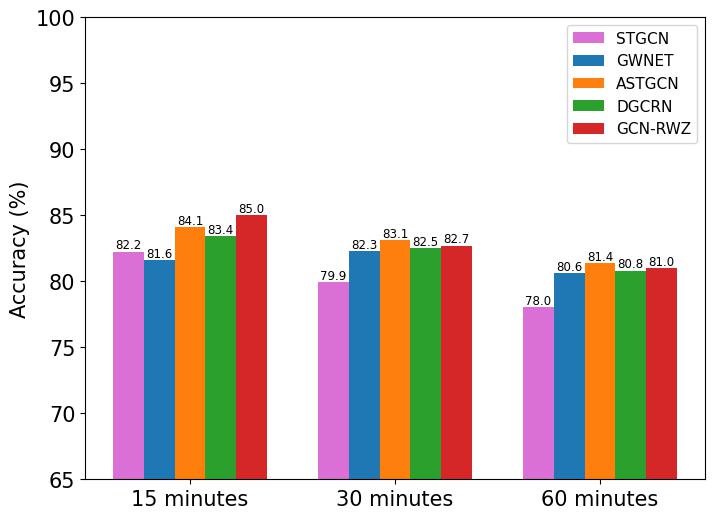 100
95
90
85
80
75
70
65
Accuracy (%)
STGCN
GWNET
ASTGCN
DGCRN
GCN-RWZ
82.2
81.6
84.1
83.4
85.0
79.9
82.3
83.1
82.5
82.7
78.0
80.6
81.4
80.8
81.0
15 minutes
30 minutes
60 minutes